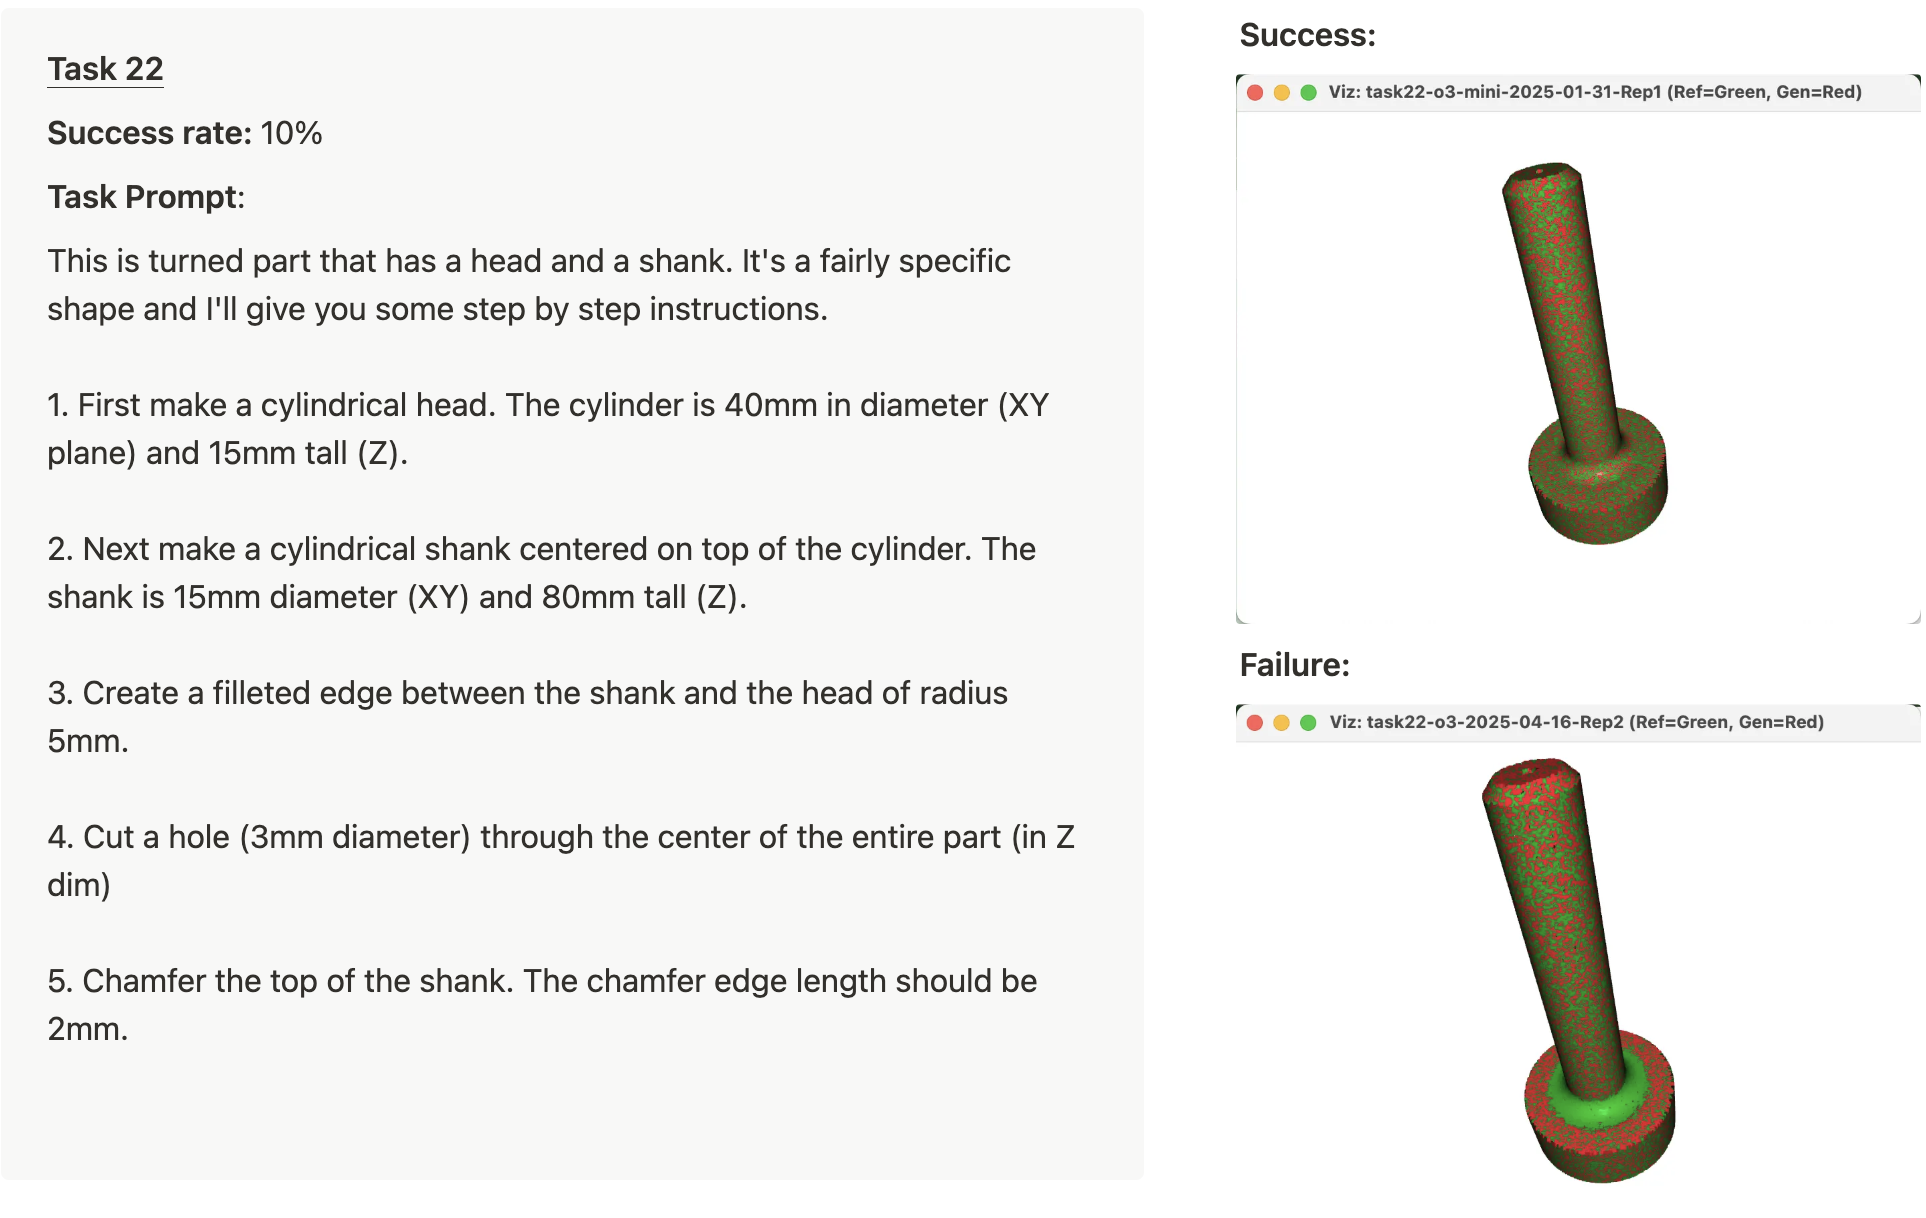 Task 22
Success rate: 10%
Task Prompt:
This is turned part that has a head and a shank. It's a fairly specific
shape and I'll give you some step by step instructions.
1. First make a cylindrical head. The cylinder is 40mm in diameter (XY
plane) and 15mm tall (Z).
2. Next make a cylindrical shank centered on top of the cylinder. The
shank is 15mm diameter (XY) and 80mm tall (Z).
3. Create a filleted edge between the shank and the head of radius
5mm.
4. Cut a hole (3mm diameter) through the center of the entire part (in Z
dim)
5. Chamfer the top of the shank. The chamfer edge length should be
2mm.
Success:
Viz: task22-o3-mini-2025-01-31-Rep1 (Ref=Green, Gen=Red)
Failure:
Viz: task22-o3-2025-04-16-Rep2 (Ref=Green, Gen=Red)